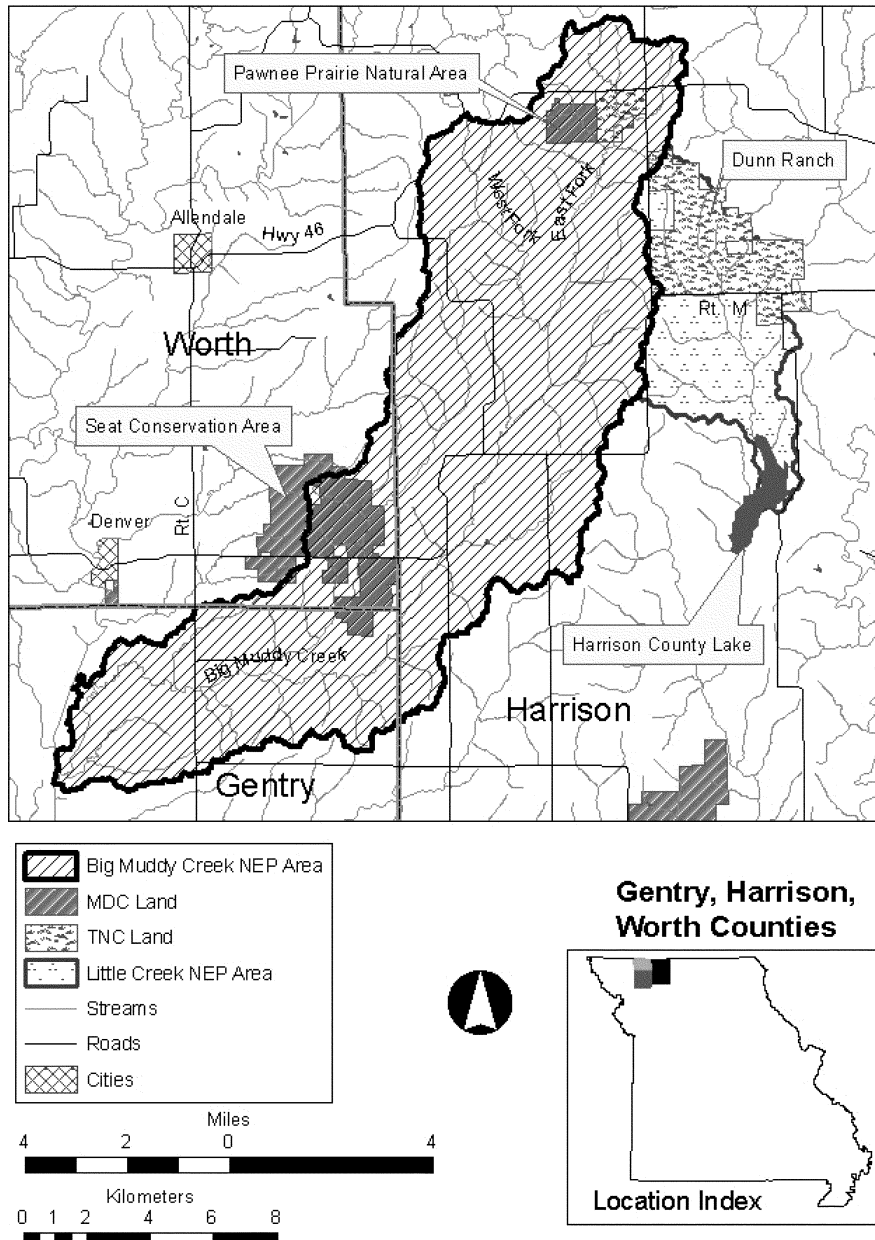 Pawnee Prairie Natural Area
Dunn Ranch
West Fork
East Fork
Allendale
Hwy 46
Rt. M
Worth
Seat Conservation Area
Rt. C
Denver
Harrison County Lake
Big Muddy Creek
Harrison
Gentry
Big Muddy Creek NEP Area
MDC Land
TNC Land
Little Creek NEP Area
Streams
Roads
Cities
Gentry, Harrison,
Worth Counties
Location Index
Miles
4 2 0 4
Kilometers
0 1 2 4 6 8